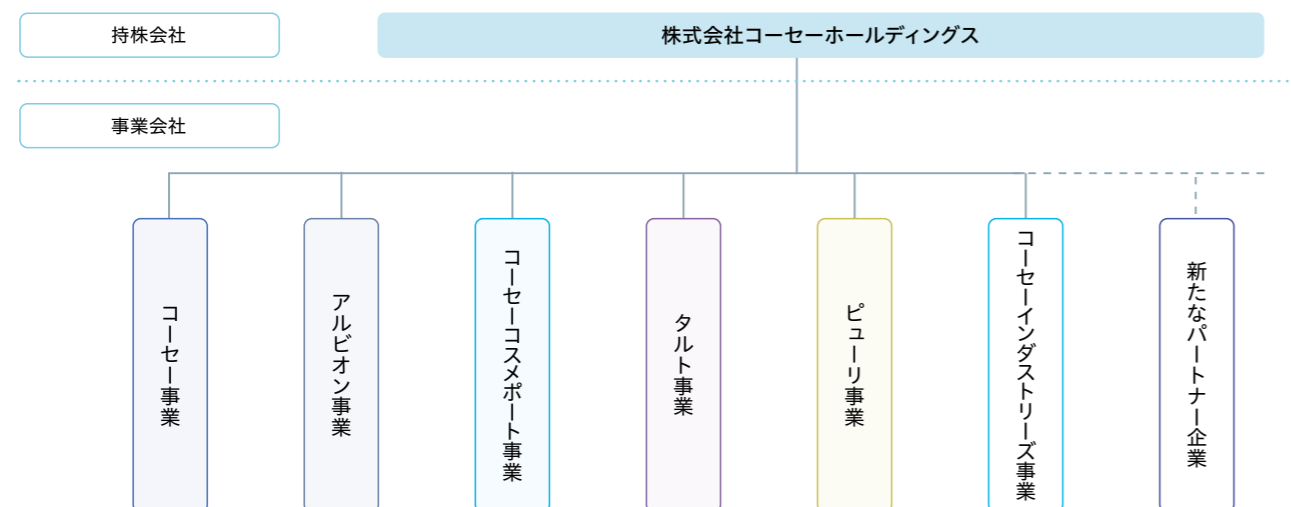 持株会社
株式会社コーセーホールディングス
事業会社
コーセー事業
アルビオン事業
コーセーコスメポート事業
タルト事業
ピューリ事業
コーセーインダストリーズ事業
新たなパートナー企業